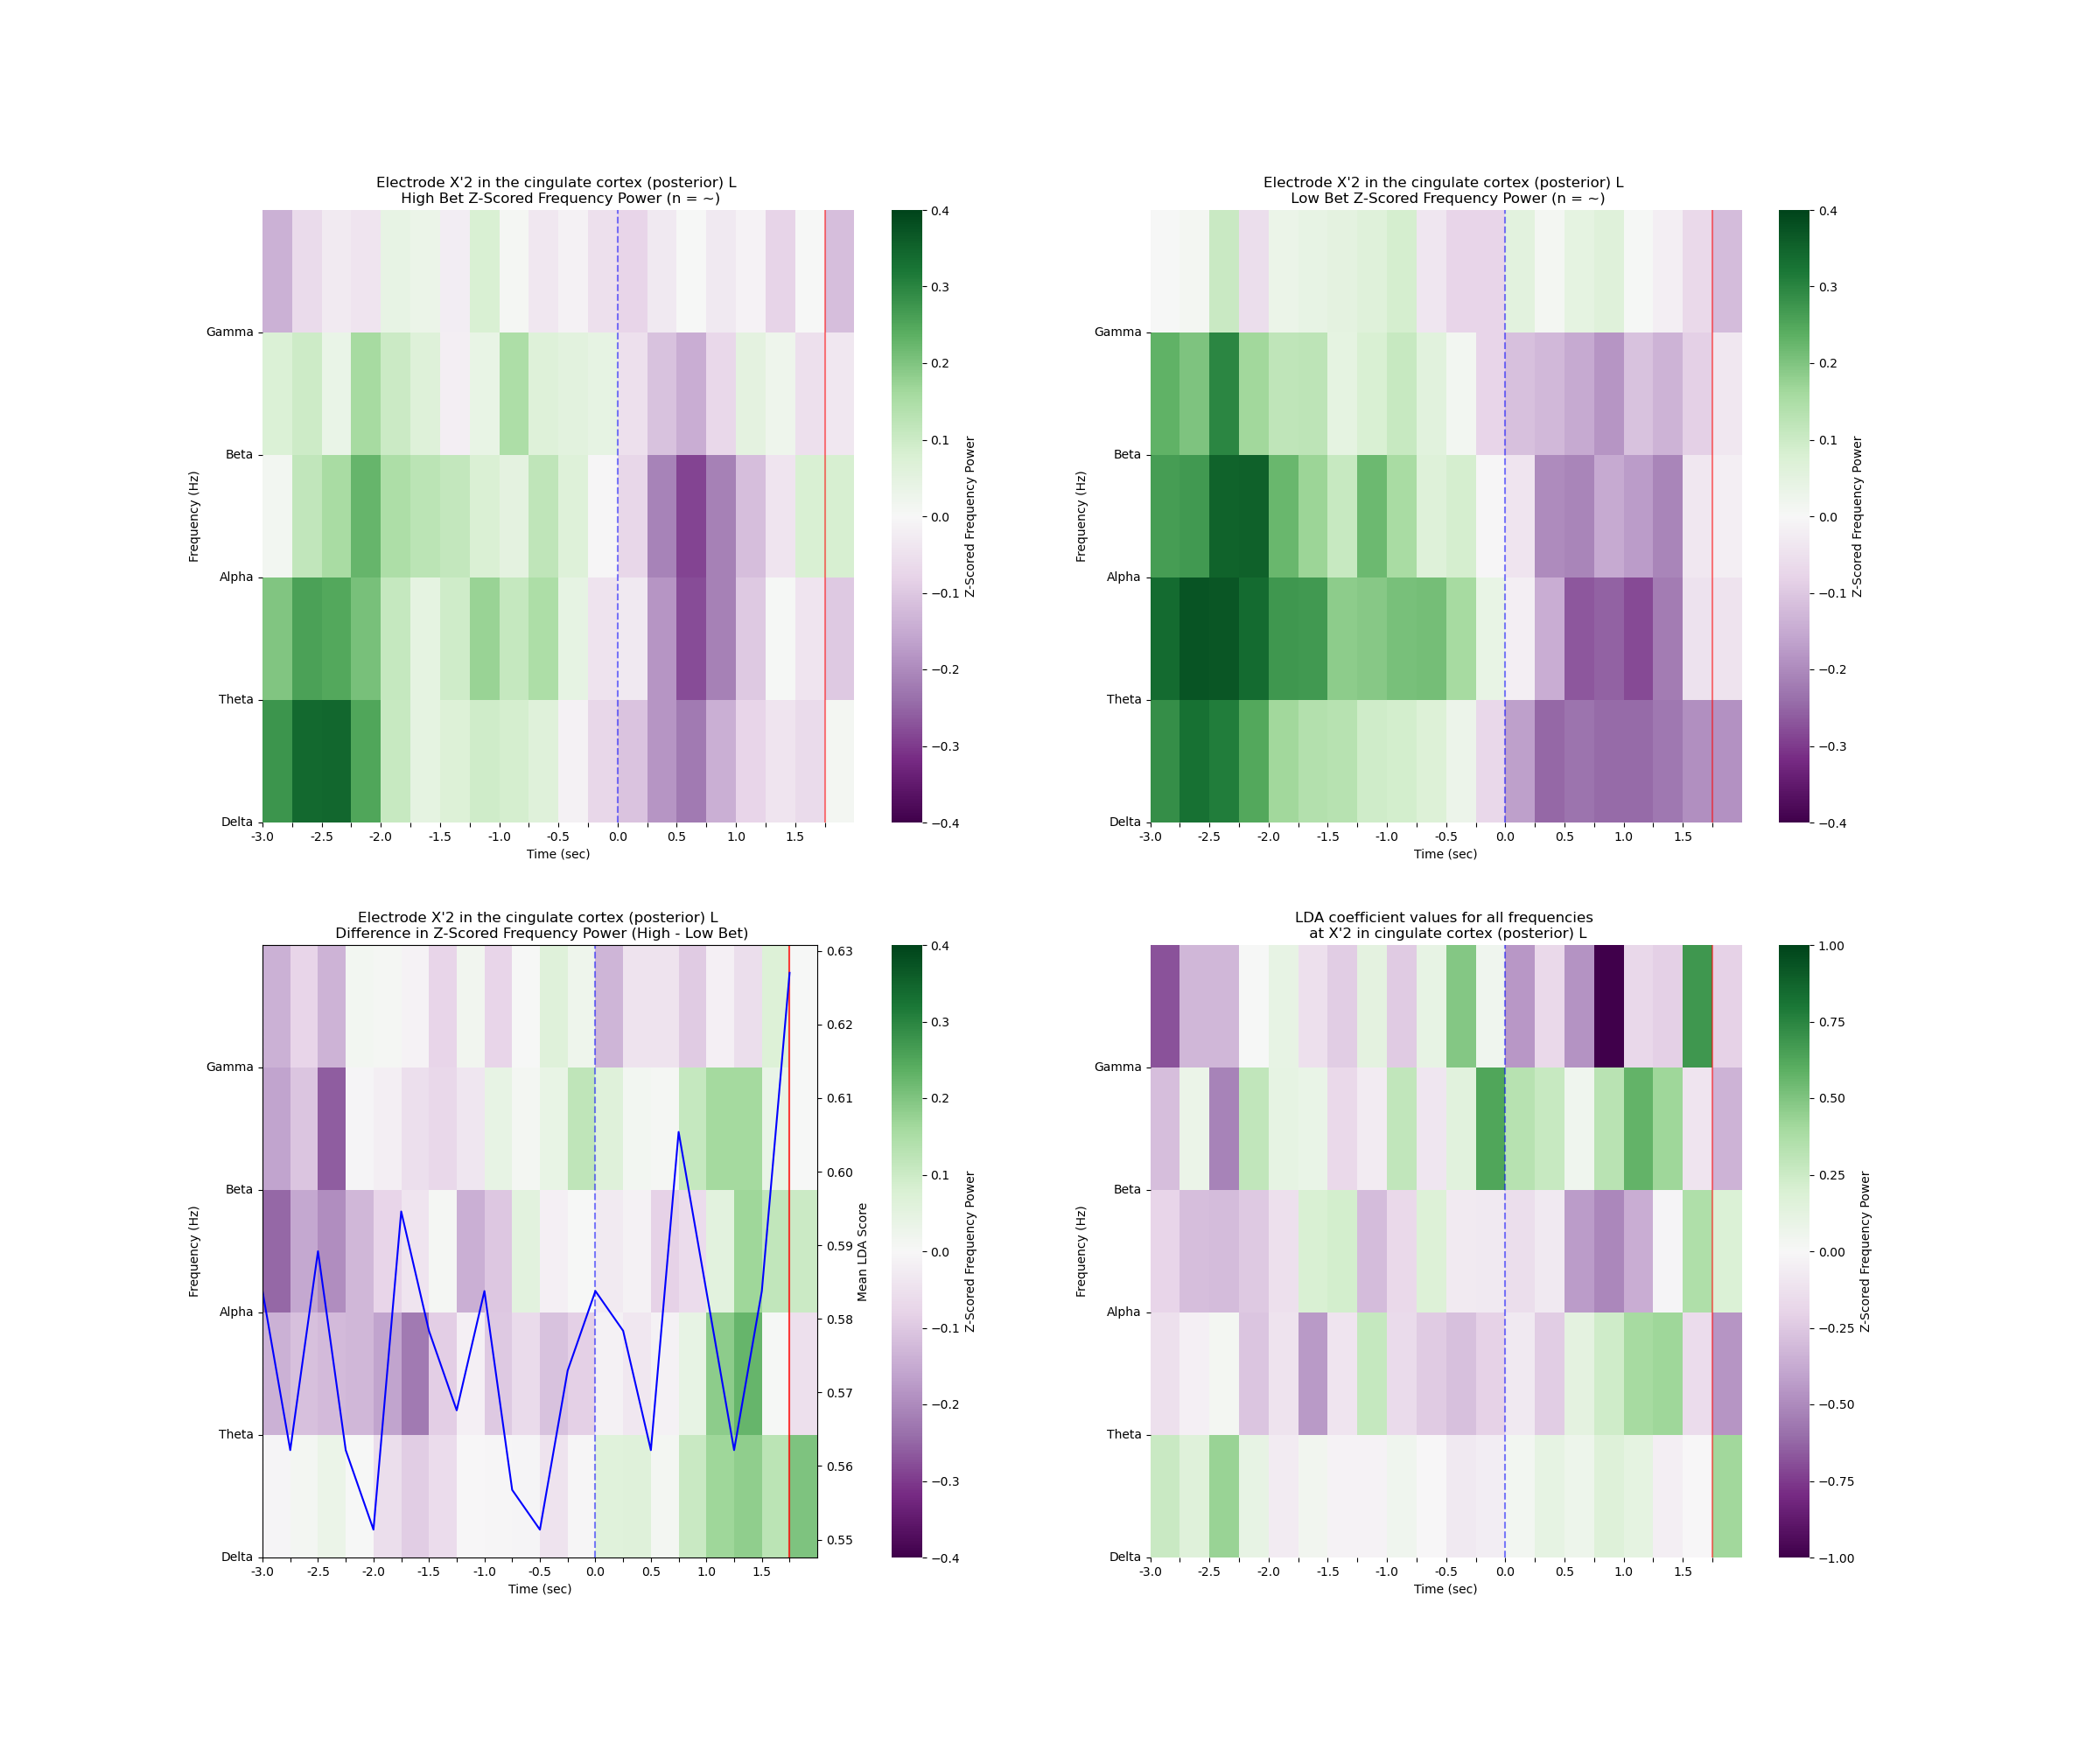 Electrode X'2 in the cingulate cortex (posterior) L
High Bet Z-Scored Frequency Power (n = ~)
Frequency (Hz)
Gamma
Beta
Alpha
Theta
Delta
-3.0 -2.5 -2.0 -1.5 -1.0 -0.5 0.0 0.5 1.0 1.5
Time (sec)
0.4
0.3
0.2
0.1
0.0
−0.1
−0.2
−0.3
−0.4
Z-Scored Frequency Power
Electrode X'2 in the cingulate cortex (posterior) L
Low Bet Z-Scored Frequency Power (n = ~)
Frequency (Hz)
Gamma
Beta
Alpha
Theta
Delta
-3.0 -2.5 -2.0 -1.5 -1.0 -0.5 0.0 0.5 1.0 1.5
Time (sec)
0.4
0.3
0.2
0.1
0.0
−0.1
−0.2
−0.3
−0.4
Z-Scored Frequency Power
Electrode X'2 in the cingulate cortex (posterior) L
Difference in Z-Scored Frequency Power (High - Low Bet)
Frequency (Hz)
Gamma
Beta
Alpha
Theta
Delta
-3.0 -2.5 -2.0 -1.5 -1.0 -0.5 0.0 0.5 1.0 1.5
Time (sec)
0.63
0.62
0.61
0.60
0.59
0.58
0.57
0.56
0.55
Mean LDA Score
0.4
0.3
0.2
0.1
0.0
−0.1
−0.2
−0.3
−0.4
Z-Scored Frequency Power
LDA coefficient values for all frequencies
at X'2 in cingulate cortex (posterior) L
Frequency (Hz)
Gamma
Beta
Alpha
Theta
Delta
-3.0 -2.5 -2.0 -1.5 -1.0 -0.5 0.0 0.5 1.0 1.5
Time (sec)
1.00
0.75
0.50
0.25
0.00
−0.25
−0.50
−0.75
−1.00
Z-Scored Frequency Power